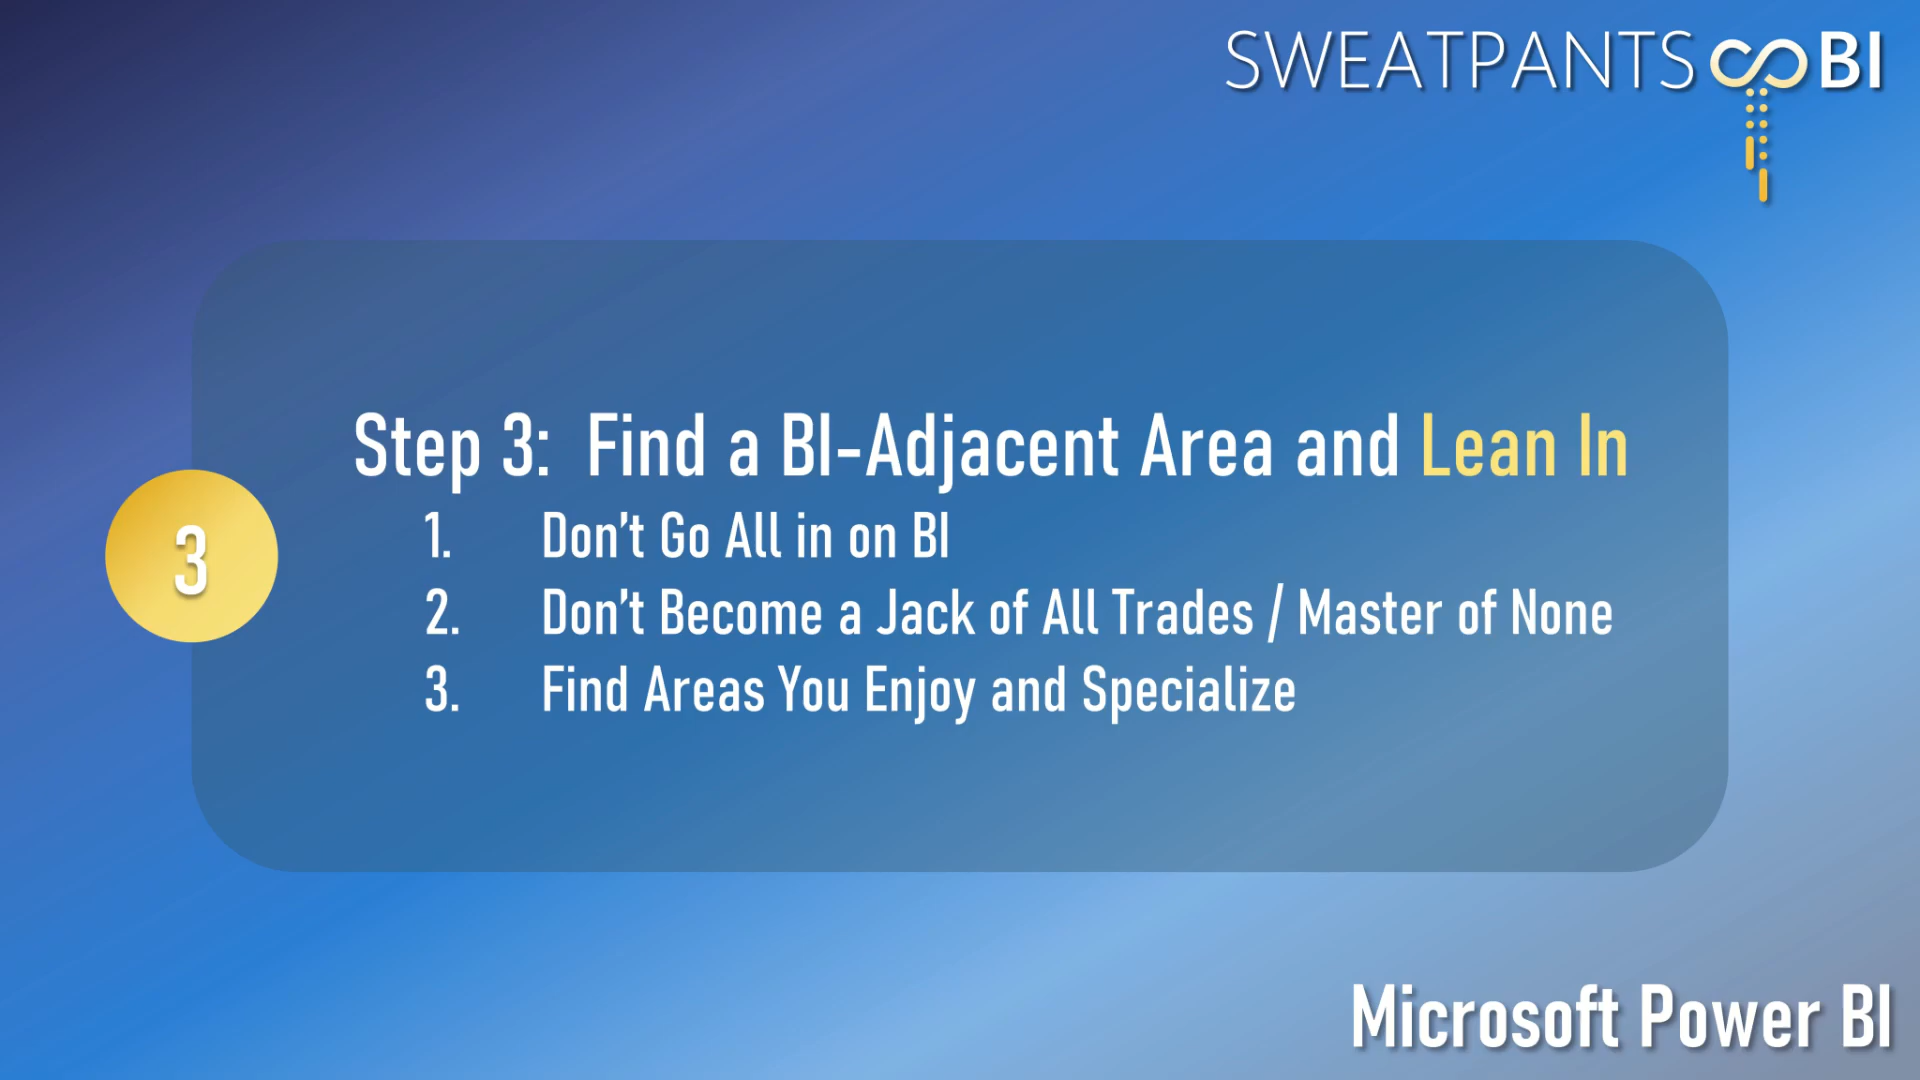 SWEATPANTS BI
Step 3: Find a BI-Adjacent Area and Lean In
1. Don't Go All in on BI
2. Don't Become a Jack of All Trades / Master of None
3. Find Areas You Enjoy and Specialize
3
Microsoft Power BI